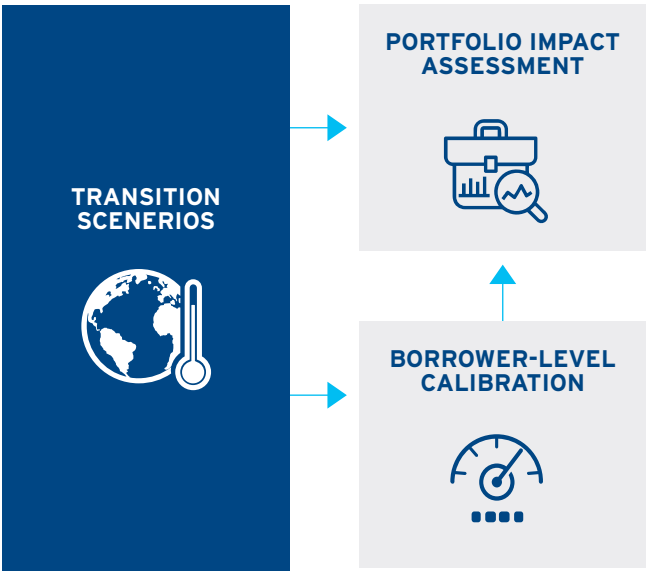 TRANSITION
SCENERIOS
PORTFOLIO IMPACT
ASSESSMENT
BORROWER-LEVEL
CALIBRATION